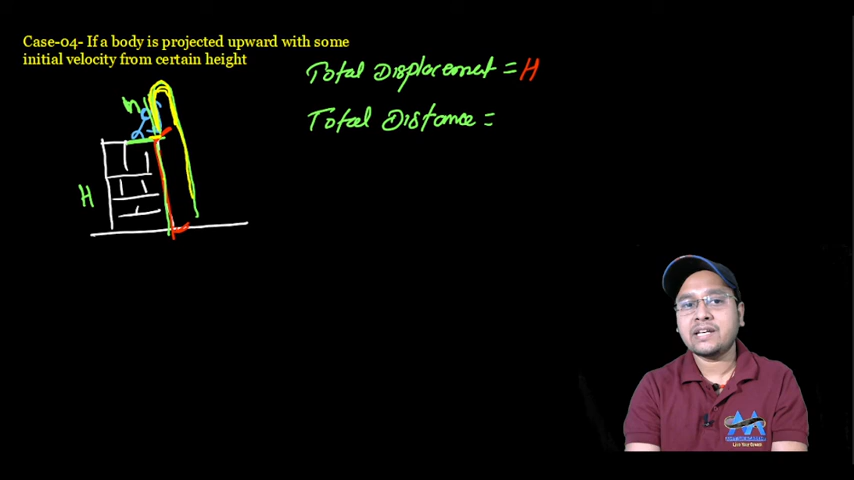 Case-04- If a body is projected upward with some
initial velocity from certain height
Total Displacement = H
Total Distance =
h
H